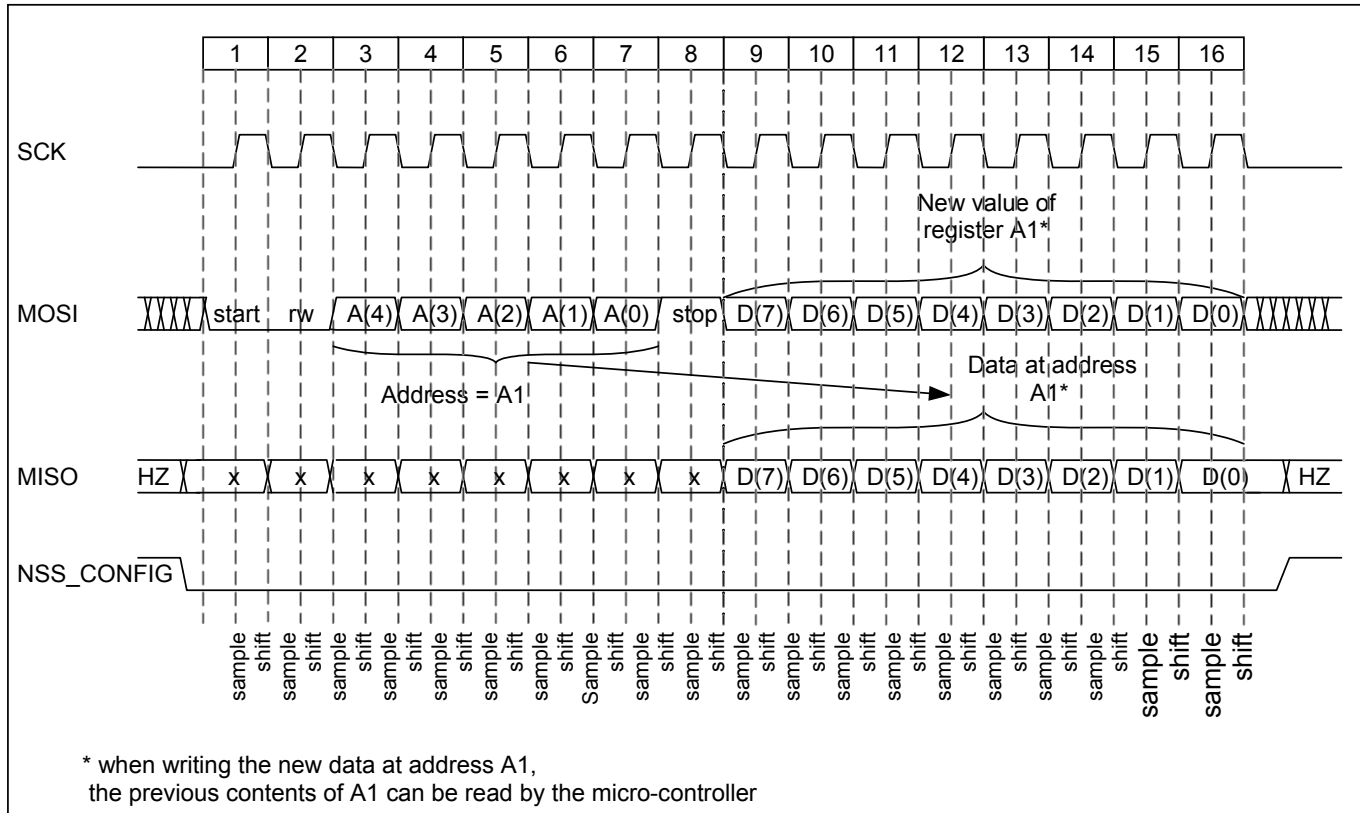 1 2 3 4 5 6 7 8 9 10 11 12 13 14 15 16
SCK
New value of
register A1*
MOSI start rw A(4) A(3) A(2) A(1) A(0) stop D(7) D(6) D(5) D(4) D(3) D(2) D(1) D(0)
Data at address
A1*
Address = A1
MISO HZ x x x x x x x x D(7) D(6) D(5) D(4) D(3) D(2) D(1) D(0) HZ
NSS_CONFIG
sample shift sample shift sample shift sample shift sample shift sample shift Sample shift sample shift sample shift sample shift sample shift sample shift sample shift sample shift sample shift sample shift
* when writing the new data at address A1,
the previous contents of A1 can be read by the micro-controller